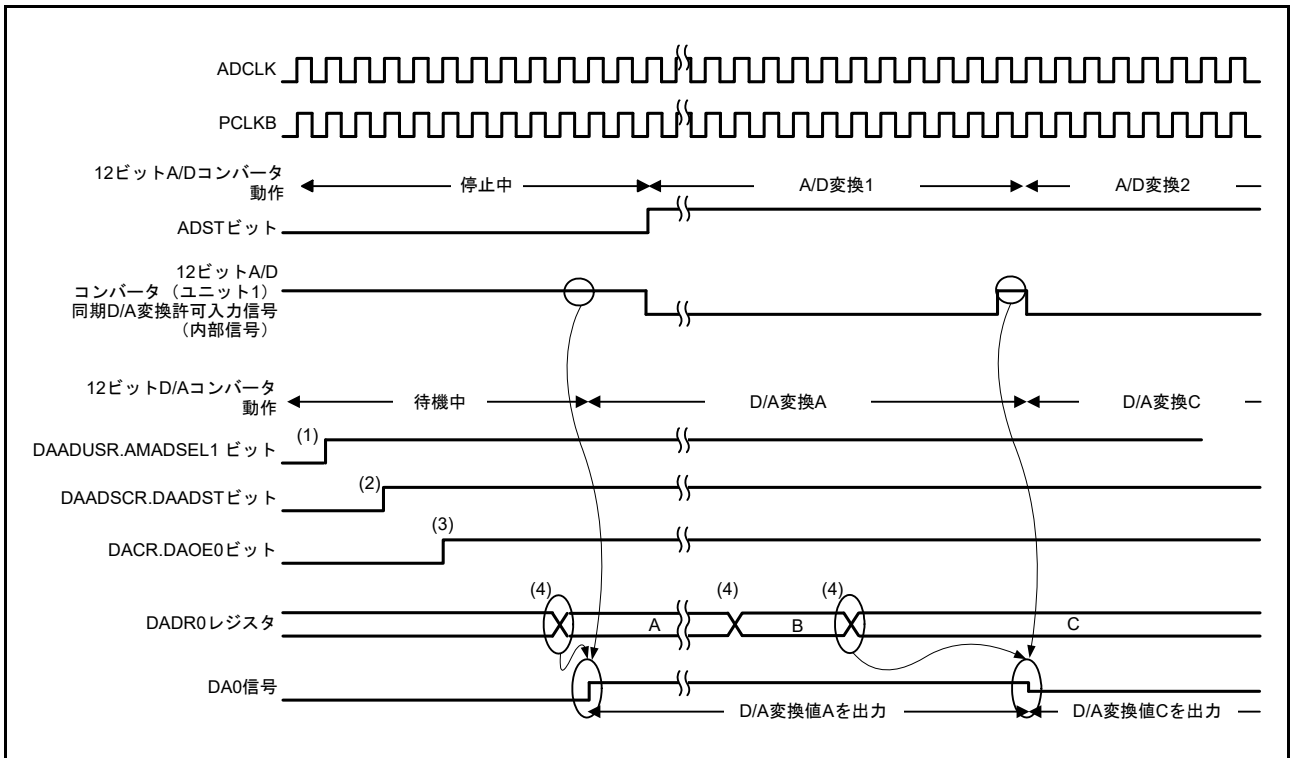 ADCLK
PCLKB
12ビットA/Dコンバータ
動作
停止中
A/D変換1
A/D変換2
ADSTビット
12ビットA/D
コンバータ（ユニット1）
同期D/A変換許可入力信号
（内部信号）
12ビットD/Aコンバータ
動作
待機中
D/A変換A
D/A変換C
(1)
DAADUSR.AMADSEL1 ビット
(2)
DAADSCR.DAADSTビット
(3)
DACR.DAOE0ビット
(4)
(4)
(4)
DADR0レジスタ
A
B
C
DA0信号
D/A変換値Aを出力
D/A変換値Cを出力